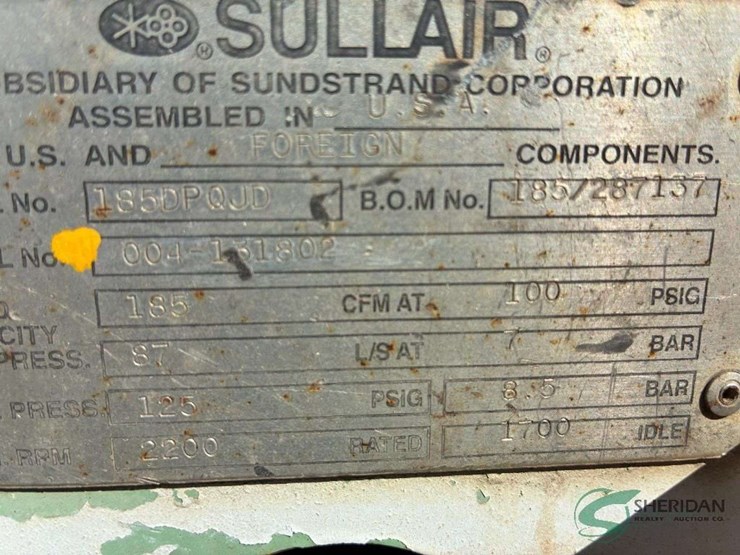 SULLAIR®
BSIDIARY OF SUNDSTRAND CORPORATION
ASSEMBLED IN U.S.A.
U.S. AND FOREIGN COMPONENTS.
L No. 185DPQJD B.O.M No. 185/287137
L No. 004-131802
D. 185 CFM AT 100 PSIG
CITY
PRESS. 87 L/S AT 7 BAR
PRESS 125 PSIG 8.5 BAR
RPM 2200 RATED 1700 IDLE
SHERIDAN
REALTY & AUCTION CO.